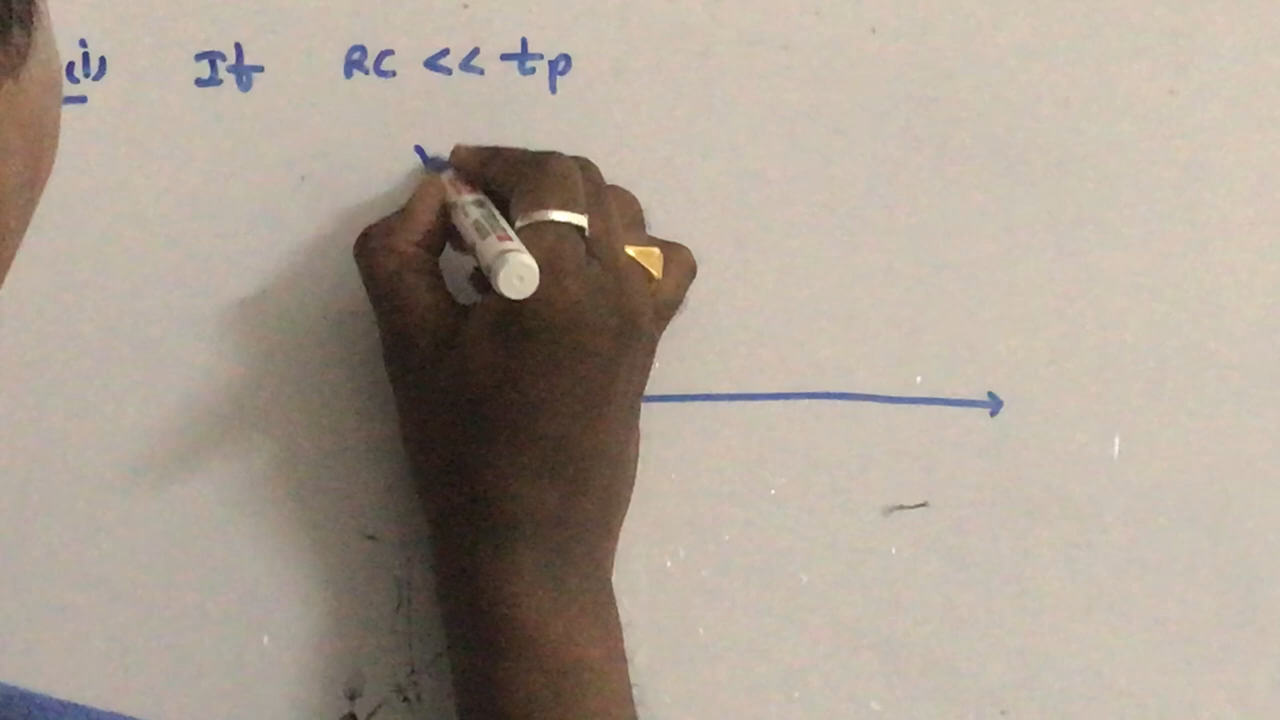 (i) If RC << tp